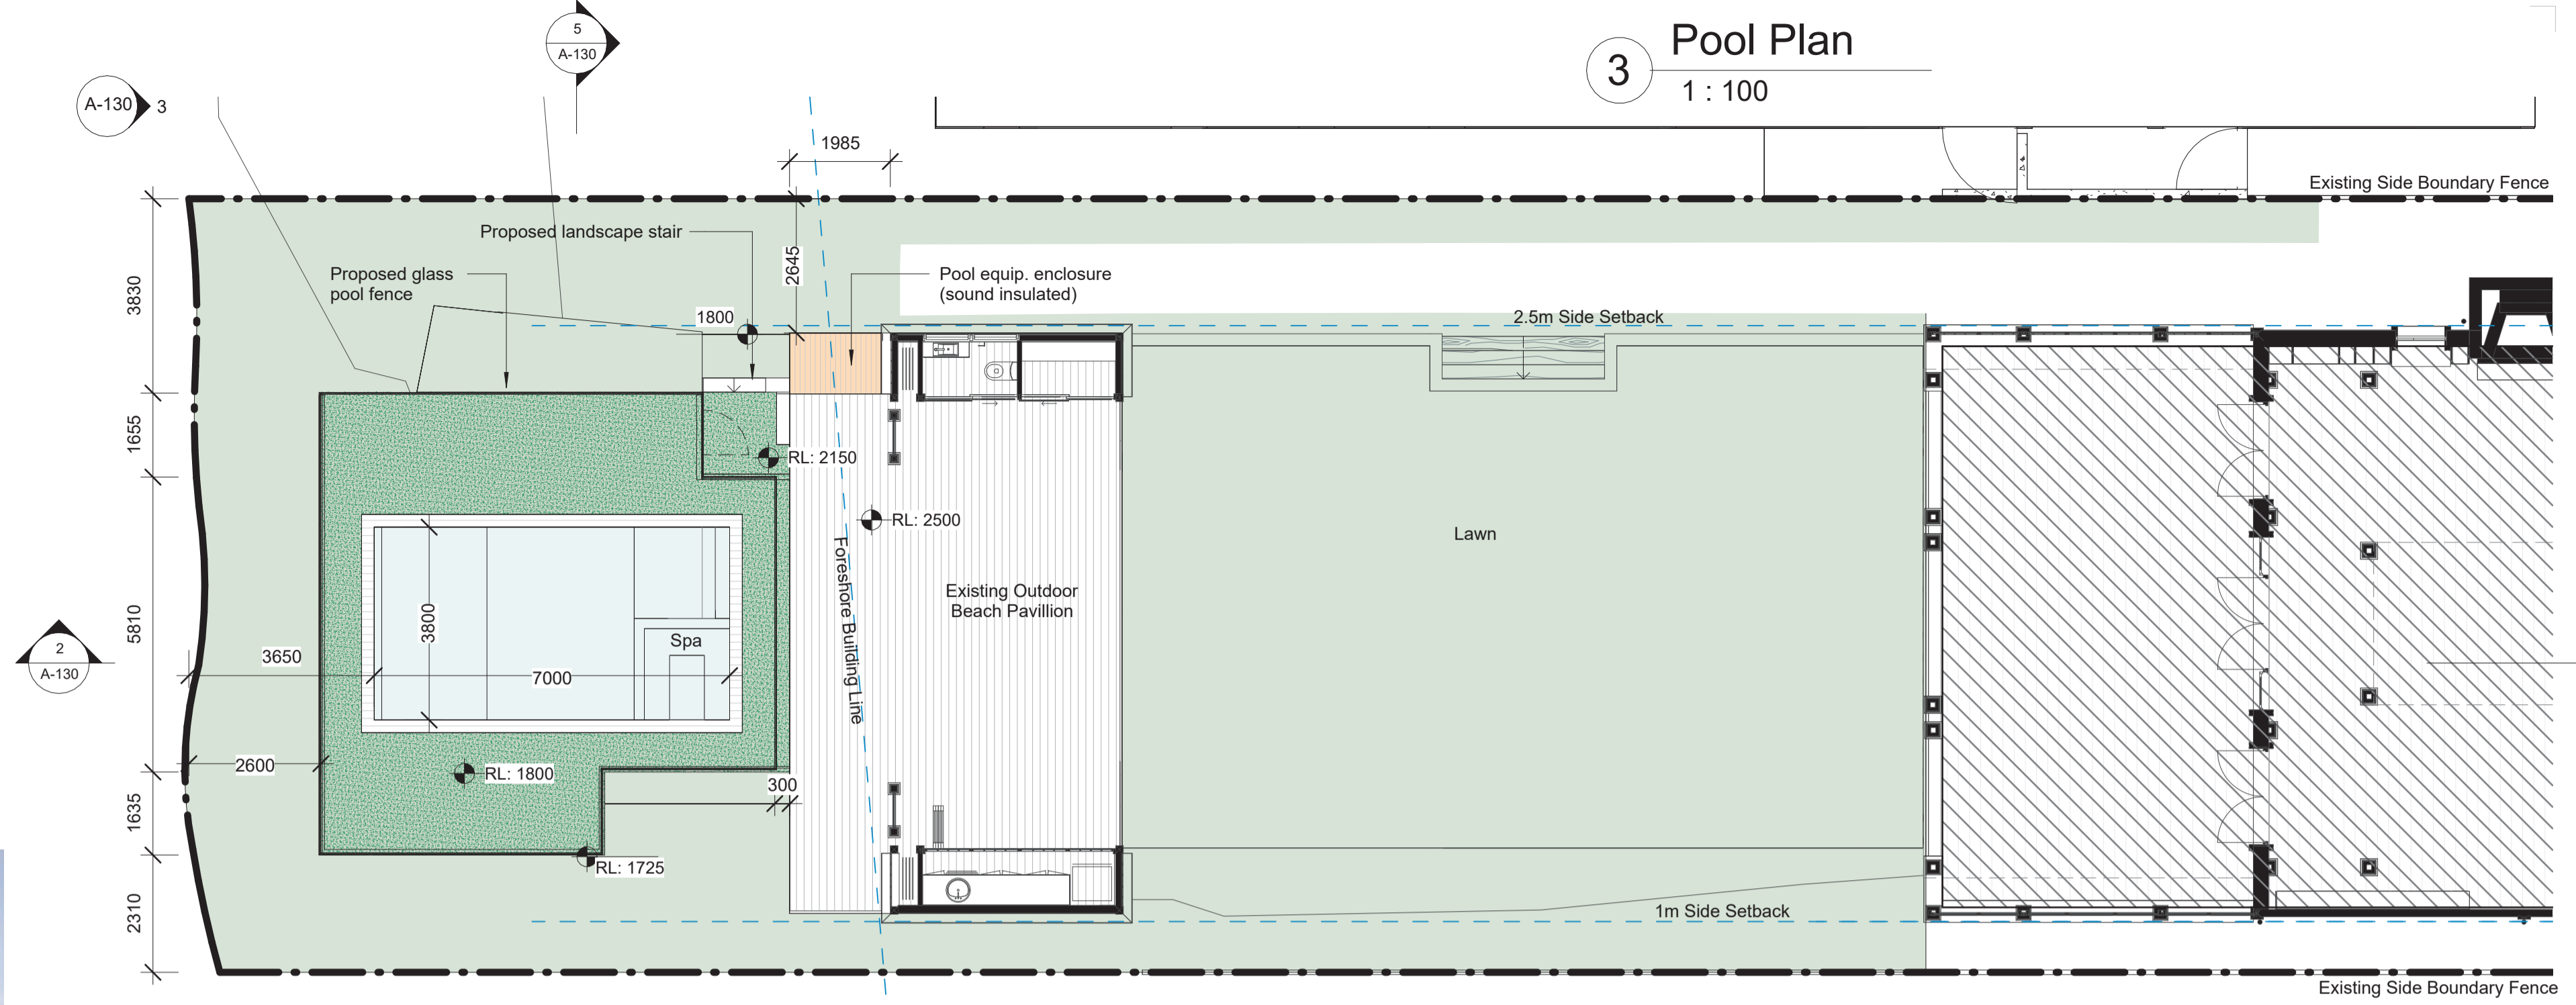 5
A-130
3
Pool Plan
1 : 100
A-130
3
1985
Existing Side Boundary Fence
Proposed landscape stair
2645
Proposed glass
pool fence
Pool equip. enclosure
(sound insulated)
3830
1800
2.5m Side Setback
1655
RL: 2150
RL: 2500
Lawn
Foreshore Building Line
Existing Outdoor
Beach Pavillion
5810
3800
Spa
2
A-130
3650
7000
2600
RL: 1800
300
1635
RL: 1725
2310
1m Side Setback
Existing Side Boundary Fence